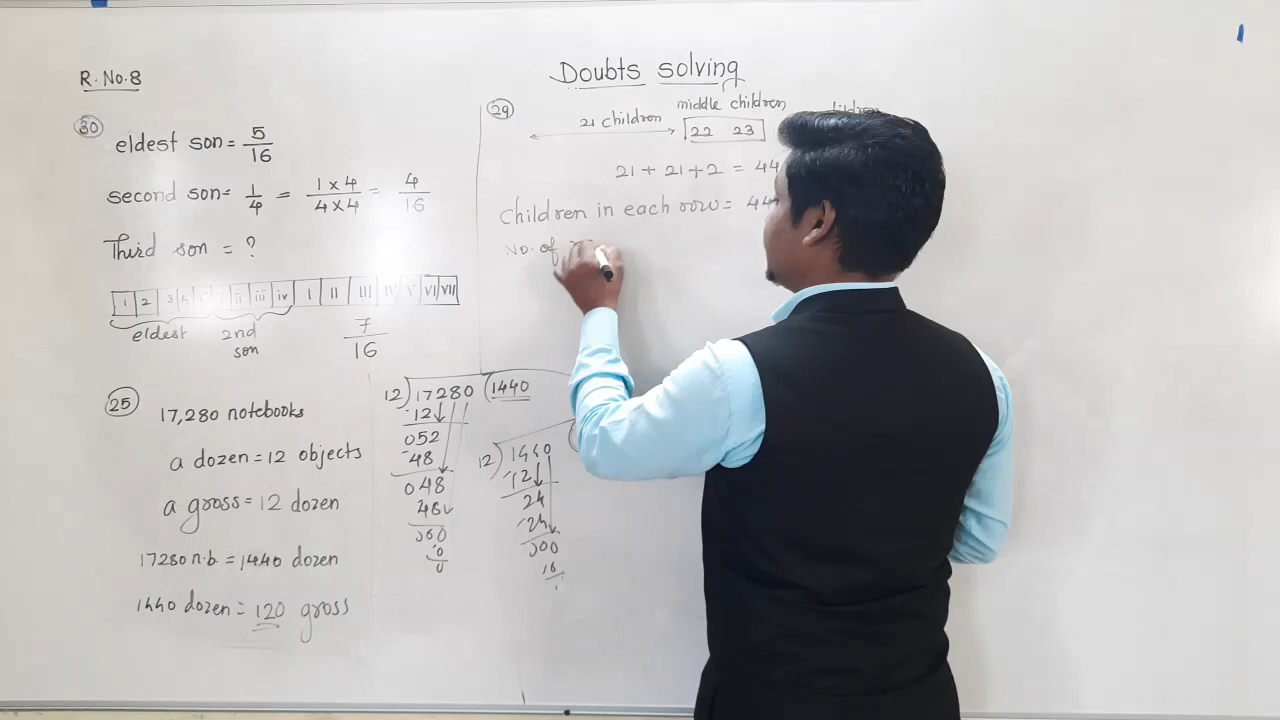 R. No. 8
Doubts solving
30
eldest son = 5/16
second son = 1/4 = 1 x 4 / 4 x 4 = 4/16
Third son = ?
1 2 3 4 5 i ii iii iv I II III IV V VI VII
eldest 2nd son
7/16
25
17,280 notebooks
a dozen = 12 objects
a gross = 12 dozen
17280 n.b. = 1440 dozen
1440 dozen = 120 gross
12)17280(1440
12
052
48
048
48
000
0
0
12)1440
12
24
24
000
29
21 children middle children
22 23
21 + 21 + 2 = 44
Children in each row = 44
No. of